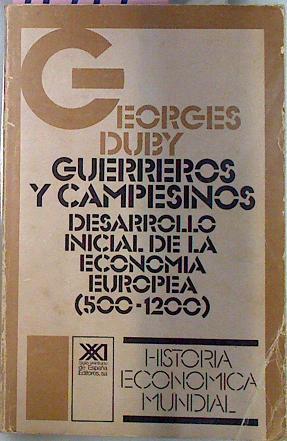 GEORGES
DUBY
GUERREROS
Y CAMPESINOS
DESARROLLO
INICIAL DE LA
ECONOMIA
EUROPEA
(500-1200)
XXI
Siglo veintiuno
de España
Editores, sa
HISTORIA
ECONOMICA
MUNDIAL